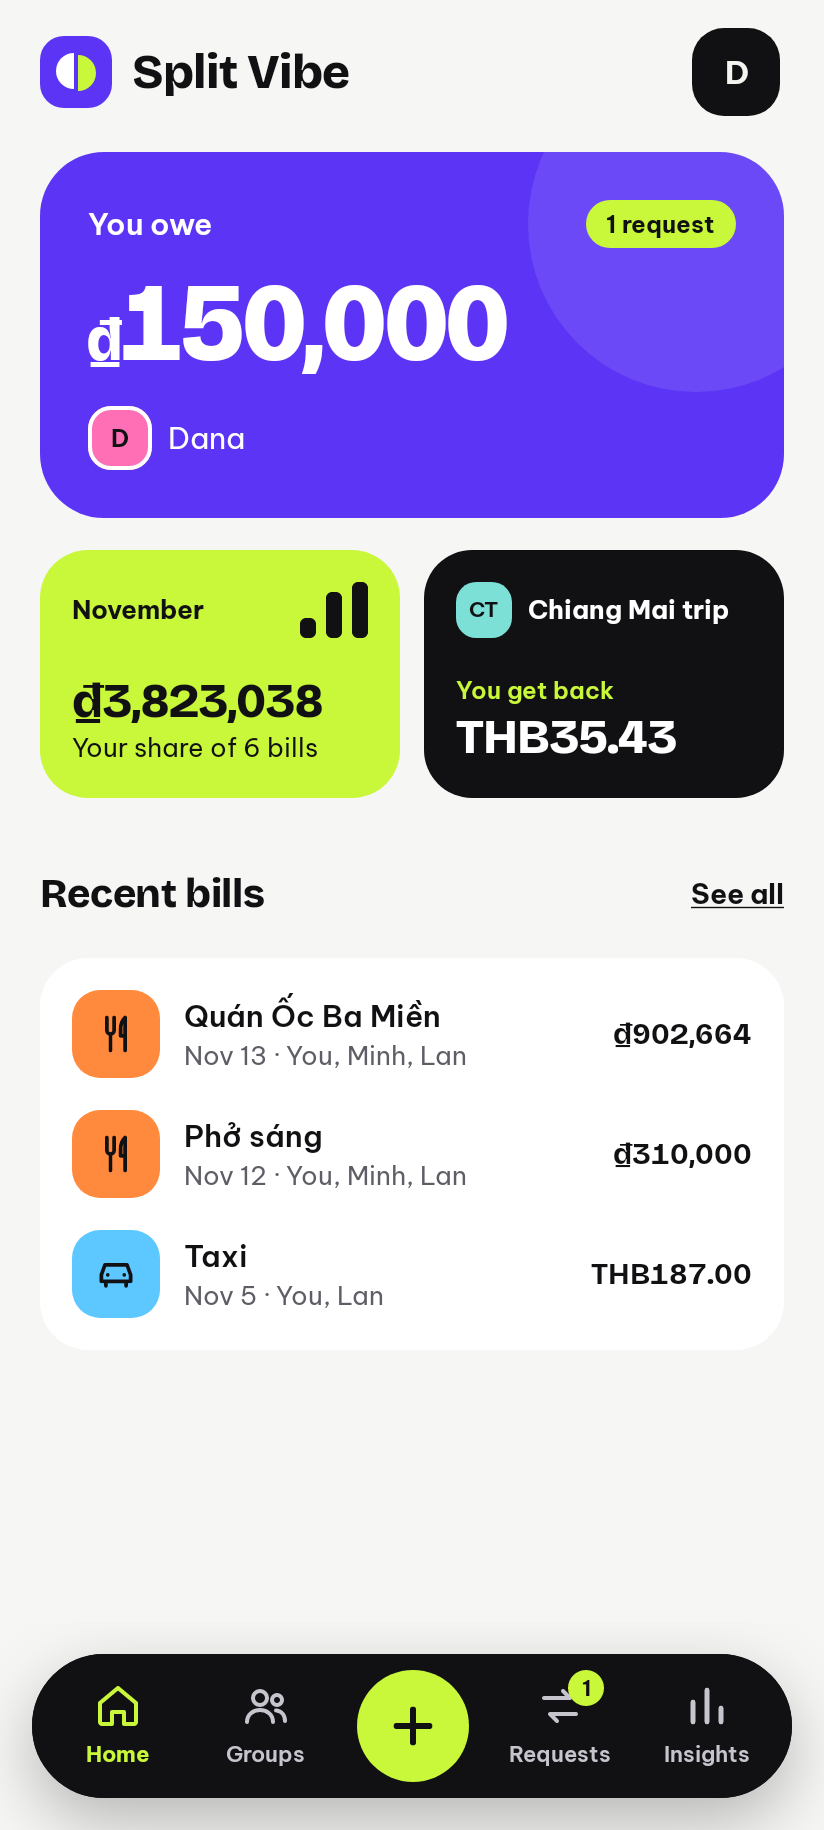 Split Vibe
D
You owe
1 request
₫150,000
D
Dana
November
₫3,823,038
Your share of 6 bills
CT
Chiang Mai trip
You get back
THB35.43
Recent bills
See all
Quán Ốc Ba Miền
Nov 13 · You, Minh, Lan
₫902,664
Phở sáng
Nov 12 · You, Minh, Lan
₫310,000
Taxi
Nov 5 · You, Lan
THB187.00
Home
Groups
1
Requests
Insights